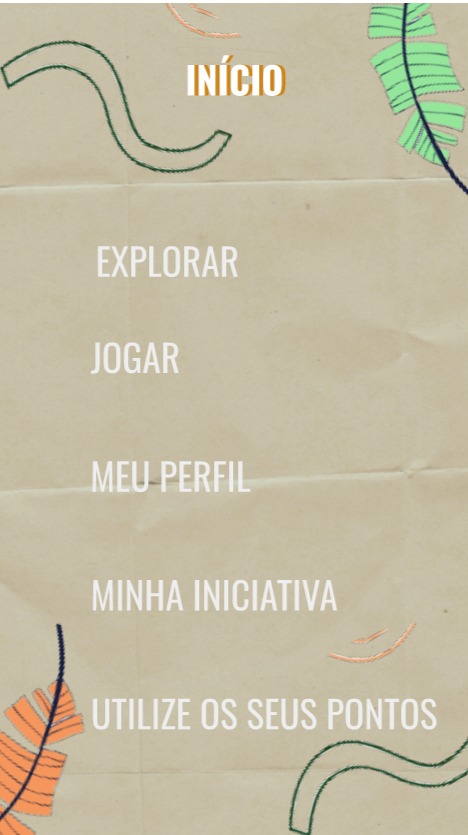 INÍCIO
EXPLORAR
JOGAR
MEU PERFIL
MINHA INICIATIVA
UTILIZE OS SEUS PONTOS